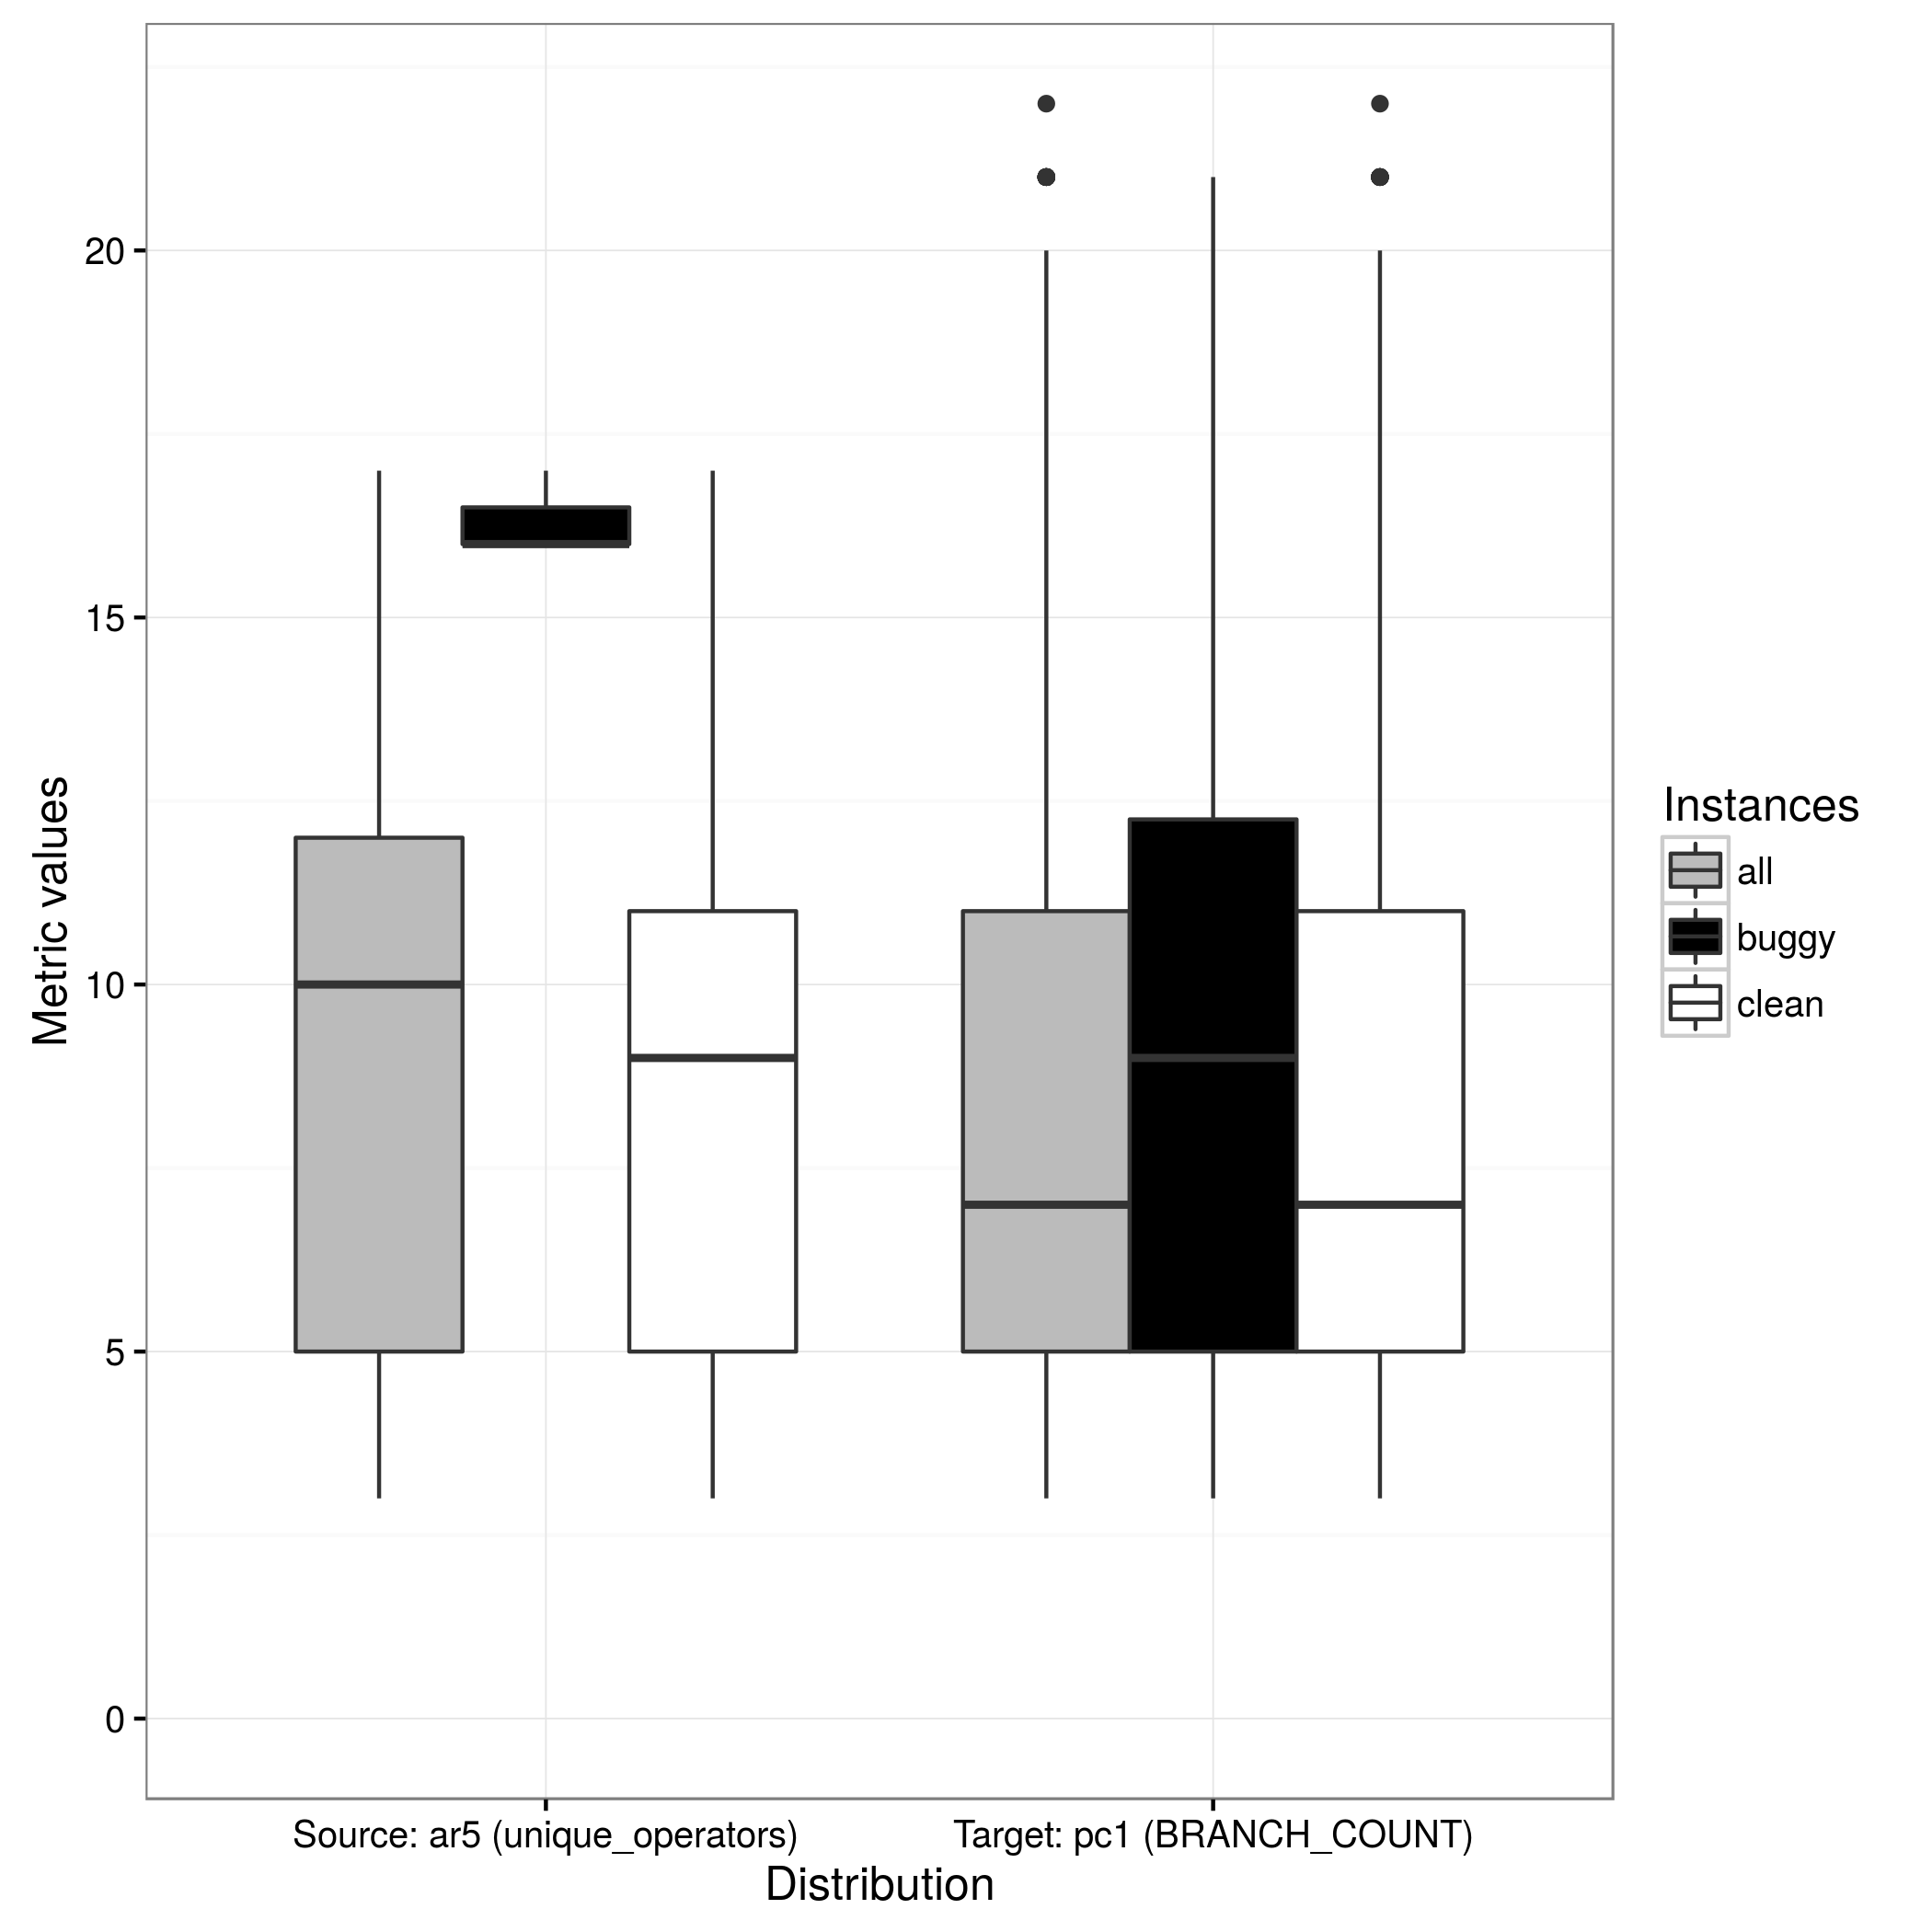 Metric values
20
15
10
5
0
Source: ar5 (unique_operators)
Target: pc1 (BRANCH_COUNT)
Distribution
Instances
all
buggy
clean